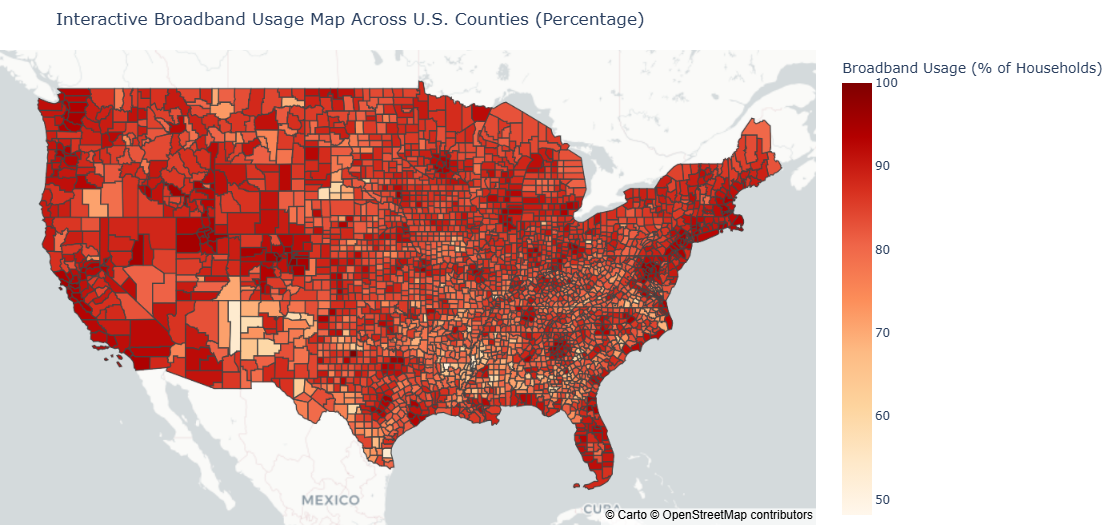 Interactive Broadband Usage Map Across U.S. Counties (Percentage)
Broadband Usage (% of Households)
100
90
80
70
60
50
MEXICO
CUBA
© Carto © OpenStreetMap contributors